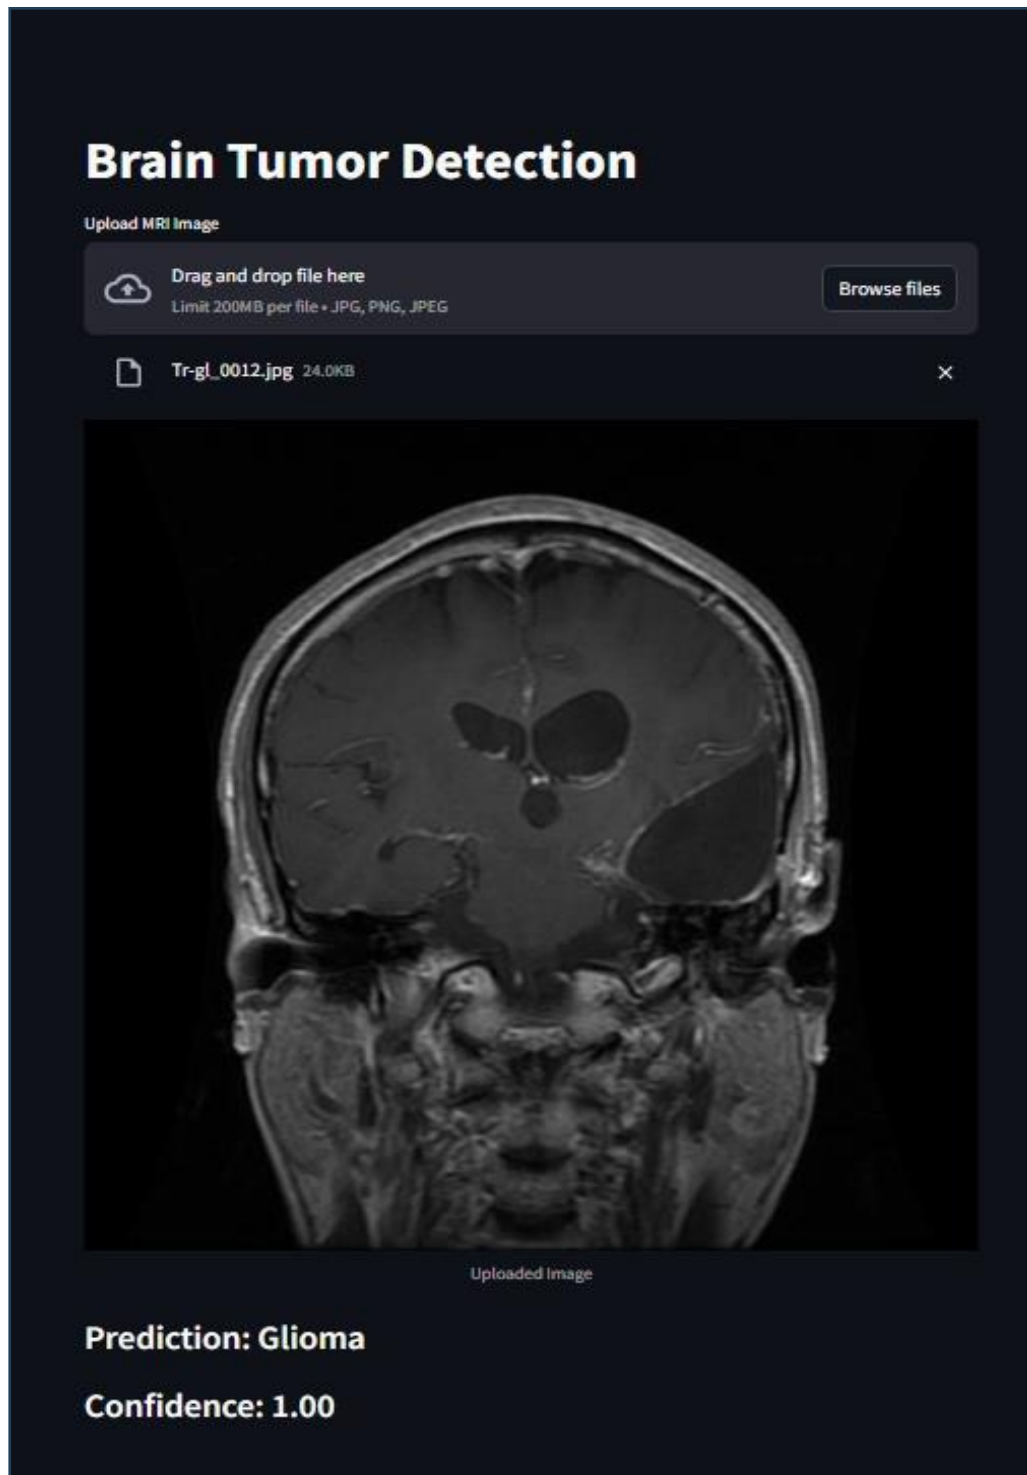 Brain Tumor Detection
Upload MRI Image
Drag and drop file here
Limit 200MB per file • JPG, PNG, JPEG
Browse files
Tr-gl_0012.jpg 24.0KB
Uploaded Image
Prediction: Glioma
Confidence: 1.00